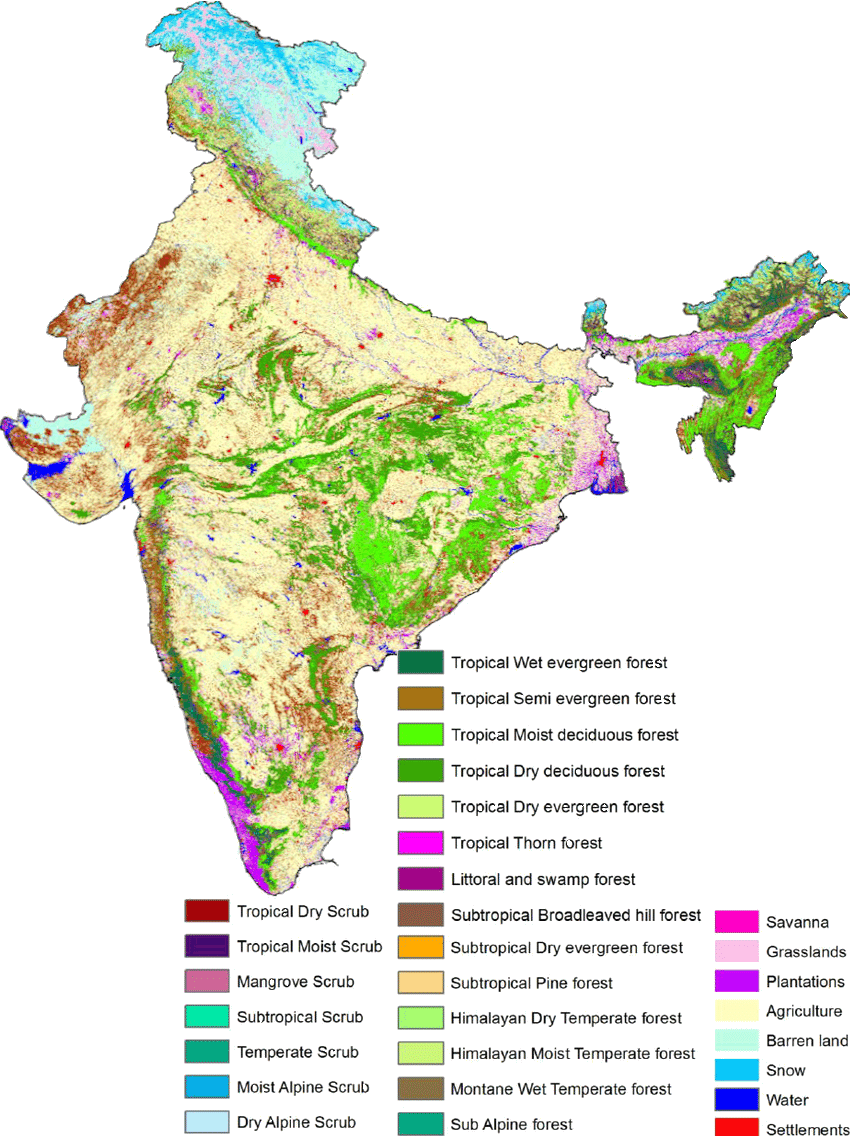 Tropical Wet evergreen forest
Tropical Semi evergreen forest
Tropical Moist deciduous forest
Tropical Dry deciduous forest
Tropical Dry evergreen forest
Tropical Thorn forest
Littoral and swamp forest
Subtropical Broadleaved hill forest
Subtropical Dry evergreen forest
Subtropical Pine forest
Himalayan Dry Temperate forest
Himalayan Moist Temperate forest
Montane Wet Temperate forest
Sub Alpine forest
Tropical Dry Scrub
Tropical Moist Scrub
Mangrove Scrub
Subtropical Scrub
Temperate Scrub
Moist Alpine Scrub
Dry Alpine Scrub
Savanna
Grasslands
Plantations
Agriculture
Barren land
Snow
Water
Settlements